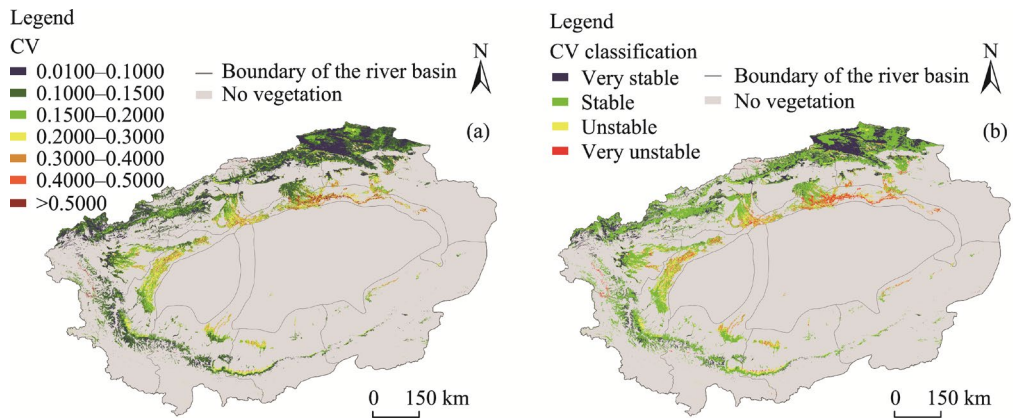 Legend
CV
0.0100–0.1000
0.1000–0.1500
0.1500–0.2000
0.2000–0.3000
0.3000–0.4000
0.4000–0.5000
>0.5000
Boundary of the river basin
No vegetation
N
(a)
0 150 km
Legend
CV classification
Very stable
Stable
Unstable
Very unstable
Boundary of the river basin
No vegetation
N
(b)
0 150 km